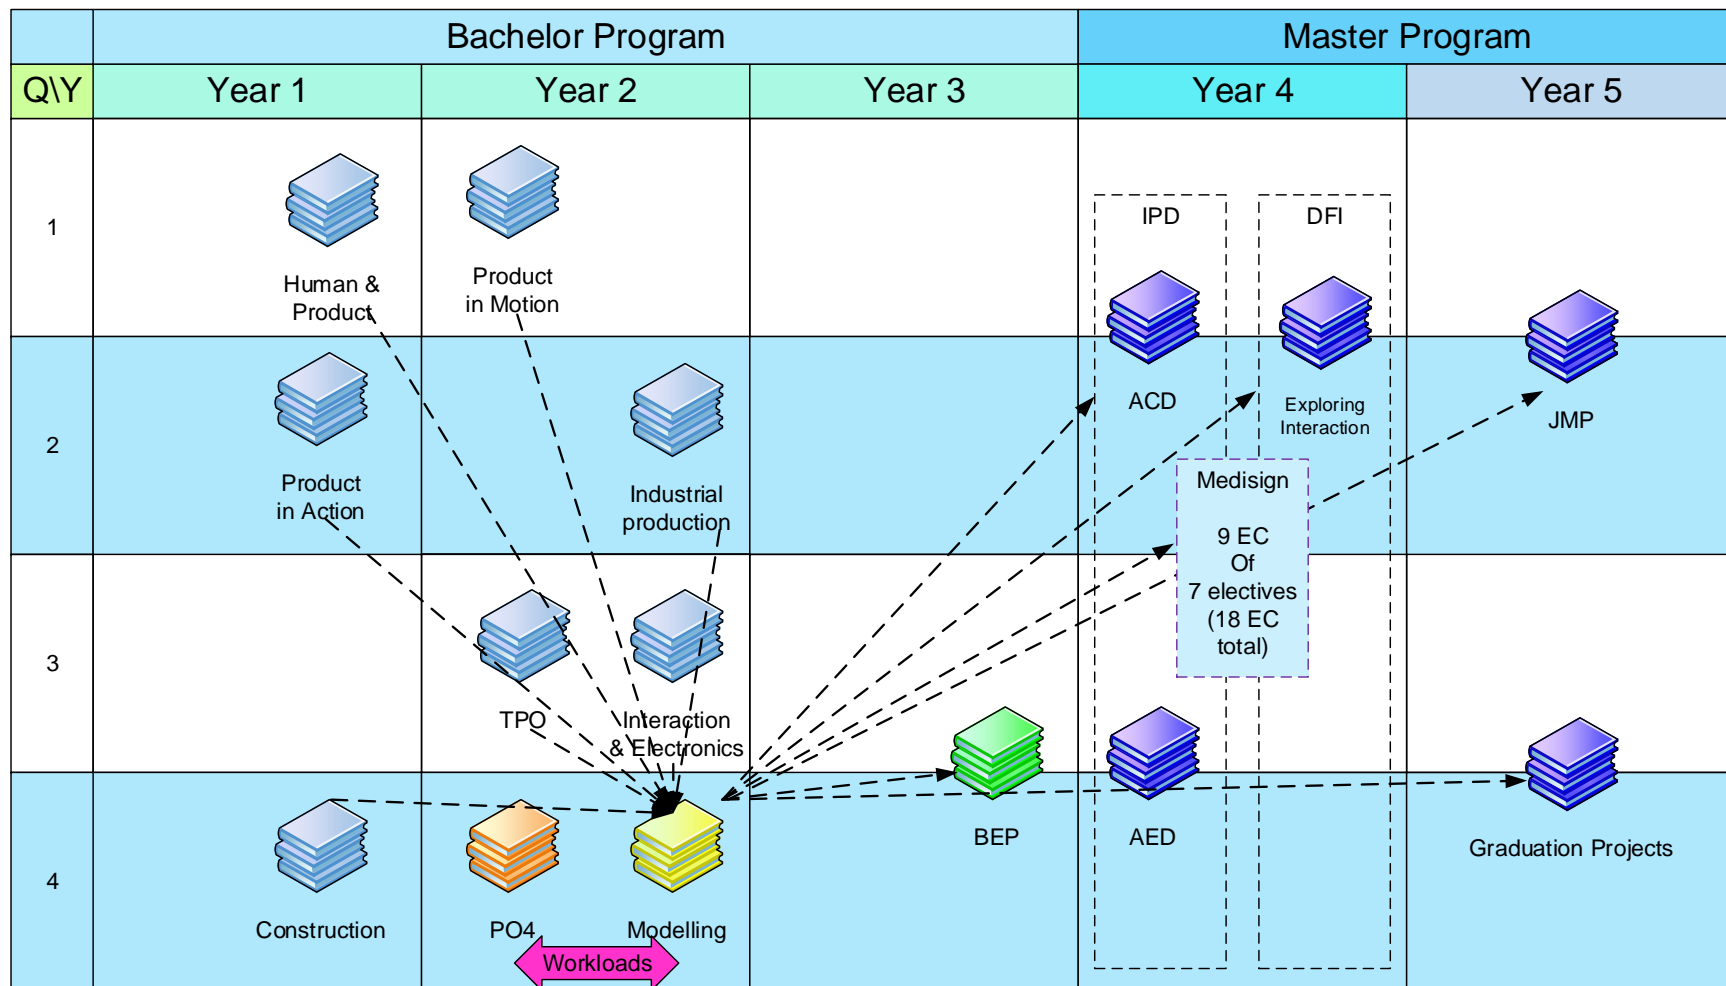 Bachelor Program
Master Program
Q\Y
Year 1
Year 2
Year 3
Year 4
Year 5
1
Human &
Product
Product
in Motion
IPD
DFI
2
Product
in Action
Industrial
production
ACD
Exploring
Interaction
JMP
Medisign
9 EC
Of
7 electives
(18 EC
total)
3
TPO
Interaction
& Electronics
4
Construction
PO4
Modelling
Workloads
BEP
AED
Graduation Projects